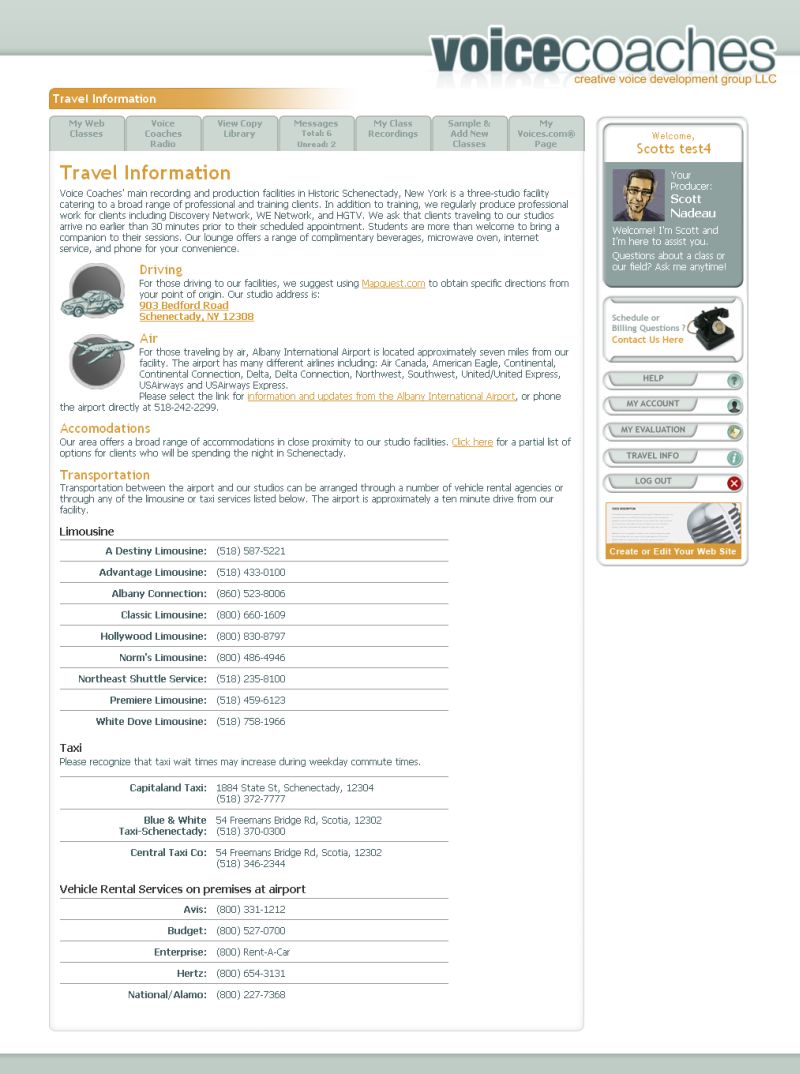 voicecoaches
creative voice development group LLC
Travel Information
My Web
Classes
Voice
Coaches
Radio
View Copy
Library
Messages
Total: 6
Unread: 2
My Class
Recordings
Sample &
Add New
Classes
My
Voices.com®
Page
Travel Information
Voice Coaches' main recording and production facilities in Historic Schenectady, New York is a three-studio facility
catering to a broad range of professional and training clients. In addition to training, we regularly produce professional
work for clients including Discovery Network, WE Network, and HGTV. We ask that clients traveling to our studios
arrive no earlier than 30 minutes prior to their scheduled appointment. Students are more than welcome to bring a
companion to their sessions. Our lounge offers a range of complimentary beverages, microwave oven, internet
service, and phone for your convenience.
Driving
For those driving to our facilities, we suggest using Mapquest.com to obtain specific directions from
your point of origin. Our studio address is:
903 Bedford Road
Schenectady, NY 12308
Air
For those traveling by air, Albany International Airport is located approximately seven miles from our
facility. The airport has many different airlines including: Air Canada, American Eagle, Continental,
Continental Connection, Delta, Delta Connection, Northwest, Southwest, United/United Express,
USAirways and USAirways Express.
Please select the link for information and updates from the Albany International Airport, or phone
the airport directly at 518-242-2299.
Accomodations
Our area offers a broad range of accommodations in close proximity to our studio facilities. Click here for a partial list of
options for clients who will be spending the night in Schenectady.
Transportation
Transportation between the airport and our studios can be arranged through a number of vehicle rental agencies or
through any of the limousine or taxi services listed below. The airport is approximately a ten minute drive from our
facility.
Limousine
A Destiny Limousine: (518) 587-5221
Advantage Limousine: (518) 433-0100
Albany Connection: (860) 523-8006
Classic Limousine: (800) 660-1609
Hollywood Limousine: (800) 830-8797
Norm's Limousine: (800) 486-4946
Northeast Shuttle Service: (518) 235-8100
Premiere Limousine: (518) 459-6123
White Dove Limousine: (518) 758-1966
Taxi
Please recognize that taxi wait times may increase during weekday commute times.
Capitaland Taxi: 1884 State St, Schenectady, 12304
(518) 372-7777
Blue & White 54 Freemans Bridge Rd, Scotia, 12302
Taxi-Schenectady: (518) 370-0300
Central Taxi Co: 54 Freemans Bridge Rd, Scotia, 12302
(518) 346-2344
Vehicle Rental Services on premises at airport
Avis: (800) 331-1212
Budget: (800) 527-0700
Enterprise: (800) Rent-A-Car
Hertz: (800) 654-3131
National/Alamo: (800) 227-7368
Welcome,
Scotts test4
Your
Producer:
Scott
Nadeau
Welcome! I'm Scott and
I'm here to assist you.
Questions about a class or
our field? Ask me anytime!
Schedule or
Billing Questions ?
Contact Us Here
HELP
MY ACCOUNT
MY EVALUATION
TRAVEL INFO
LOG OUT
Create or Edit Your Web Site